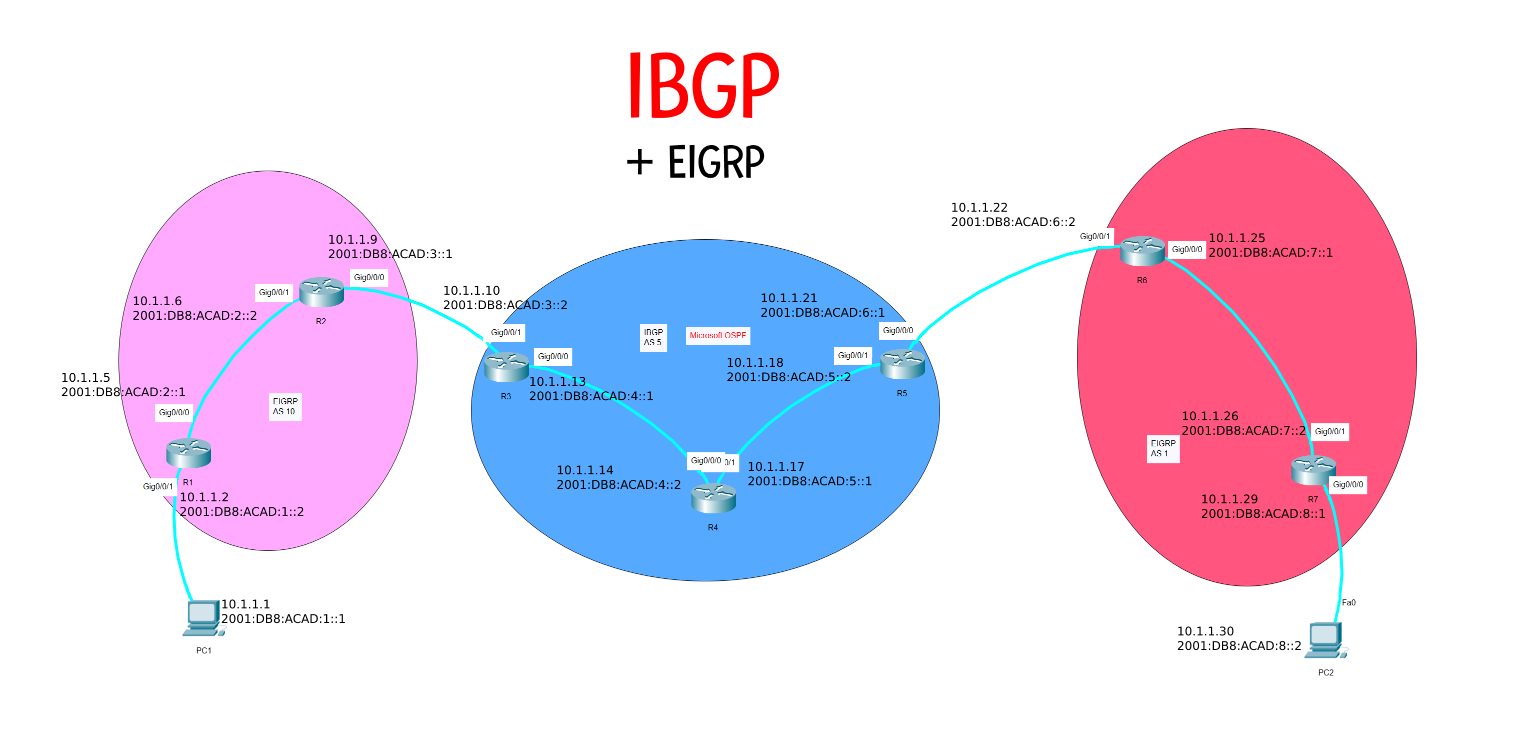 IBGP
+ EIGRP
10.1.1.22
2001:DB8:ACAD:6::2
Gig0/0/1
10.1.1.25
2001:DB8:ACAD:7::1
Gig0/0/0
R6
10.1.1.9
2001:DB8:ACAD:3::1
Gig0/0/0
Gig0/0/1
R2
10.1.1.6
2001:DB8:ACAD:2::2
10.1.1.10
2001:DB8:ACAD:3::2
Gig0/0/1
Gig0/0/0
R3
10.1.1.13
2001:DB8:ACAD:4::1
IBGP
AS 5
Microsoft OSPF
10.1.1.21
2001:DB8:ACAD:6::1
Gig0/0/0
Gig0/0/1
10.1.1.18
2001:DB8:ACAD:5::2
R5
10.1.1.5
2001:DB8:ACAD:2::1
Gig0/0/0
EIGRP
AS 10
R1
Gig0/0/1
10.1.1.2
2001:DB8:ACAD:1::2
10.1.1.14
2001:DB8:ACAD:4::2
Gig0/0/0
0/1
10.1.1.17
2001:DB8:ACAD:5::1
R4
10.1.1.26
2001:DB8:ACAD:7::2
Gig0/0/1
EIGRP
AS 1
R7
Gig0/0/0
10.1.1.29
2001:DB8:ACAD:8::1
10.1.1.1
2001:DB8:ACAD:1::1
PC1
Fa0
10.1.1.30
2001:DB8:ACAD:8::2
PC2